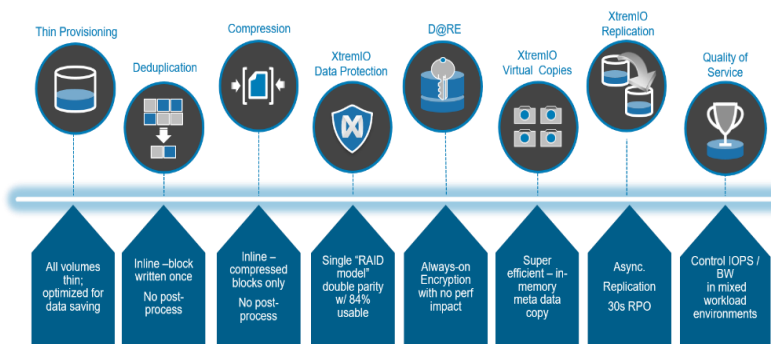 Thin Provisioning
Deduplication
Compression
XtremIO
Data Protection
D@RE
XtremIO
Virtual Copies
XtremIO
Replication
Quality of
Service
All volumes
thin;
optimized for
data saving
Inline –block
written once
No post-
process
Inline –
compressed
blocks only
No post-
process
Single “RAID
model”
double parity
w/ 84%
usable
Always-on
Encryption
with no perf
impact
Super
efficient – in-
memory
meta data
copy
Async.
Replication
30s RPO
Control IOPS /
BW
in mixed
workload
environments